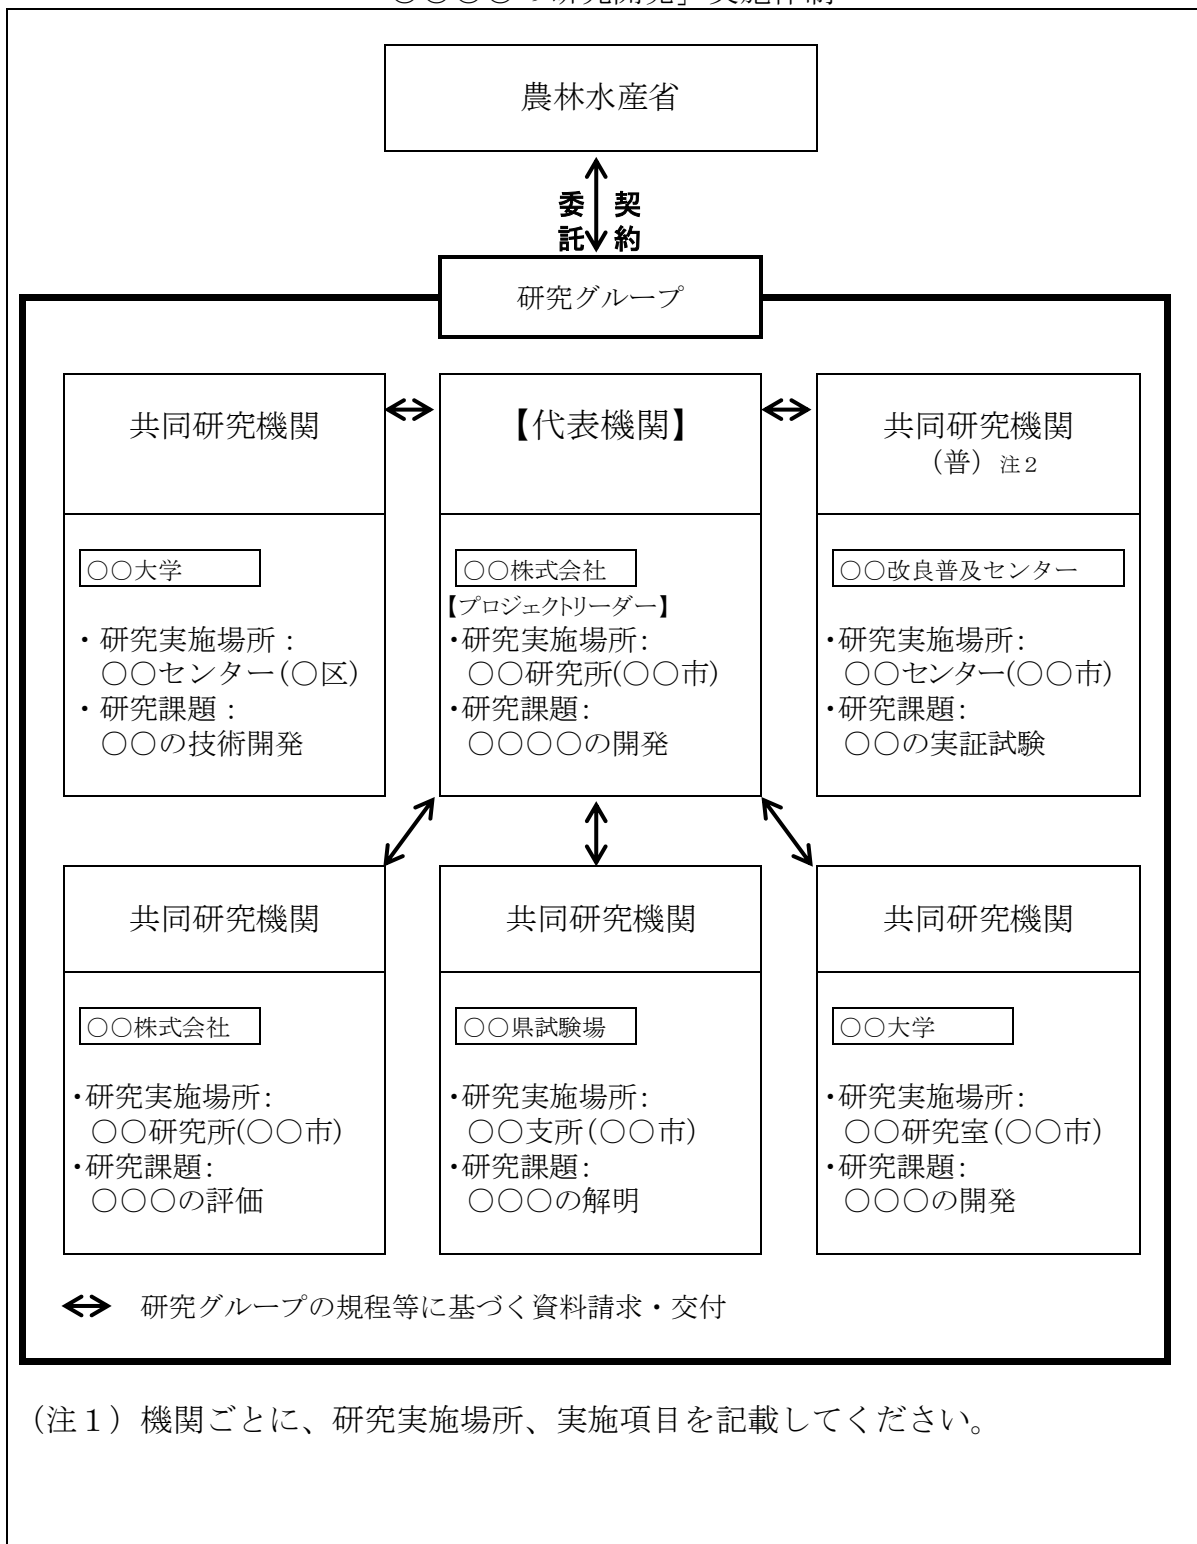 ○○○○の研究開発」実施体制
農林水産省
委託 契約
研究グループ
共同研究機関
○○大学
・研究実施場所：
○○センター(○区)
・研究課題：
○○の技術開発
【代表機関】
○○株式会社
【プロジェクトリーダー】
・研究実施場所：
○○研究所(○○市)
・研究課題：
○○○○の開発
共同研究機関
（普）注２
○○改良普及センター
・研究実施場所：
○○センター(○○市)
・研究課題：
○○の実証試験
共同研究機関
○○株式会社
・研究実施場所：
○○研究所(○○市)
・研究課題：
○○○の評価
共同研究機関
○○県試験場
・研究実施場所：
○○支所(○○市)
・研究課題：
○○○の解明
共同研究機関
○○大学
・研究実施場所：
○○研究室(○○市)
・研究課題：
○○○の開発
研究グループの規程等に基づく資料請求・交付
（注１）機関ごとに、研究実施場所、実施項目を記載してください。